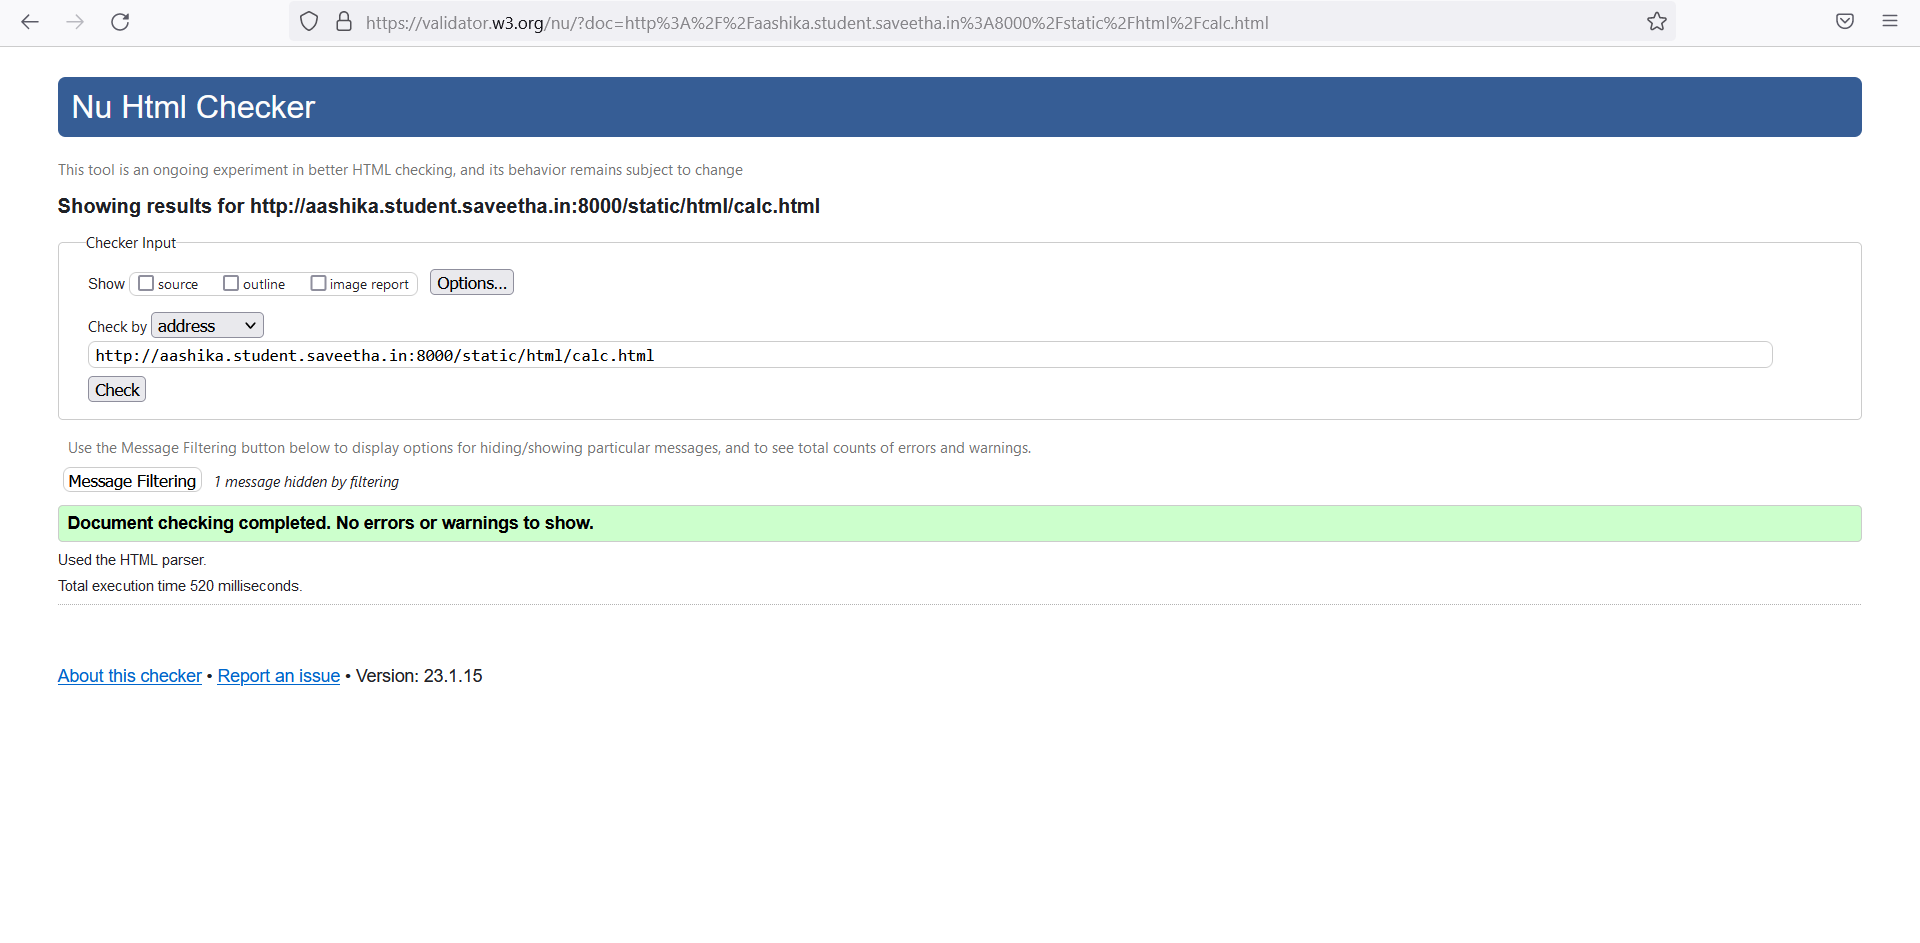 https://validator.w3.org/nu/?doc=http%3A%2F%2Faashika.student.saveetha.in%3A8000%2Fstatic%2Fhtml%2Fcalc.html
Nu Html Checker
This tool is an ongoing experiment in better HTML checking, and its behavior remains subject to change
Showing results for http://aashika.student.saveetha.in:8000/static/html/calc.html
Checker Input
Show source outline image report Options...
Check by address
http://aashika.student.saveetha.in:8000/static/html/calc.html
Check
Use the Message Filtering button below to display options for hiding/showing particular messages, and to see total counts of errors and warnings.
Message Filtering 1 message hidden by filtering
Document checking completed. No errors or warnings to show.
Used the HTML parser.
Total execution time 520 milliseconds.
About this checker • Report an issue • Version: 23.1.15